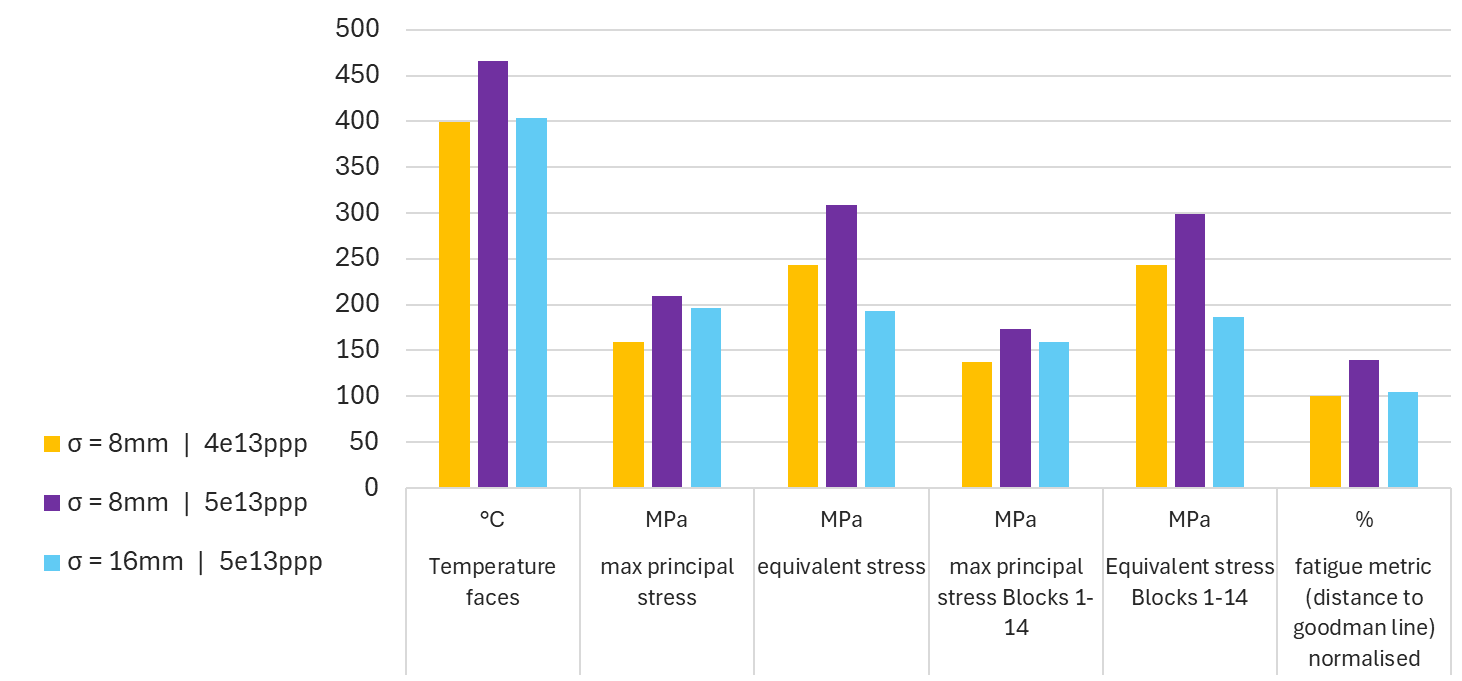 500
450
400
350
300
250
200
150
100
50
0
σ = 8mm | 4e13ppp
σ = 8mm | 5e13ppp
σ = 16mm | 5e13ppp
°C
MPa
MPa
MPa
MPa
%
Temperature
faces
max principal
stress
equivalent stress
max principal
stress Blocks 1-
14
Equivalent stress
Blocks 1-14
fatigue metric
(distance to
goodman line)
normalised